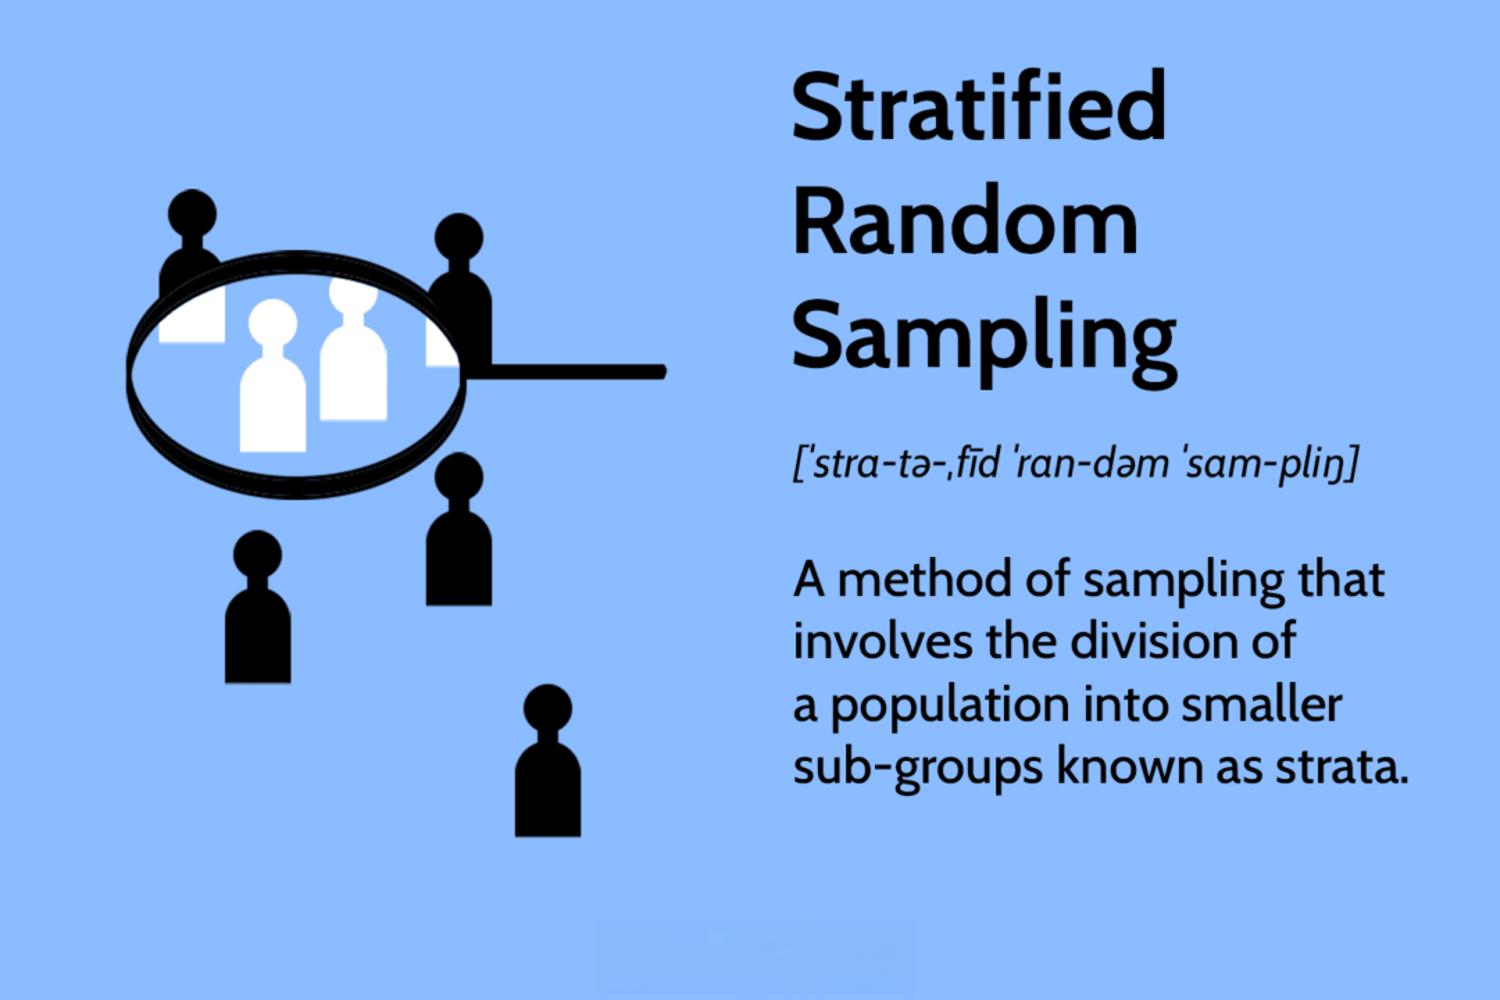 Stratified
Random
Sampling
[ˈstra-tə-ˌfīd ˈran-dəm ˈsam-pliŋ]
A method of sampling that
involves the division of
a population into smaller
sub-groups known as strata.